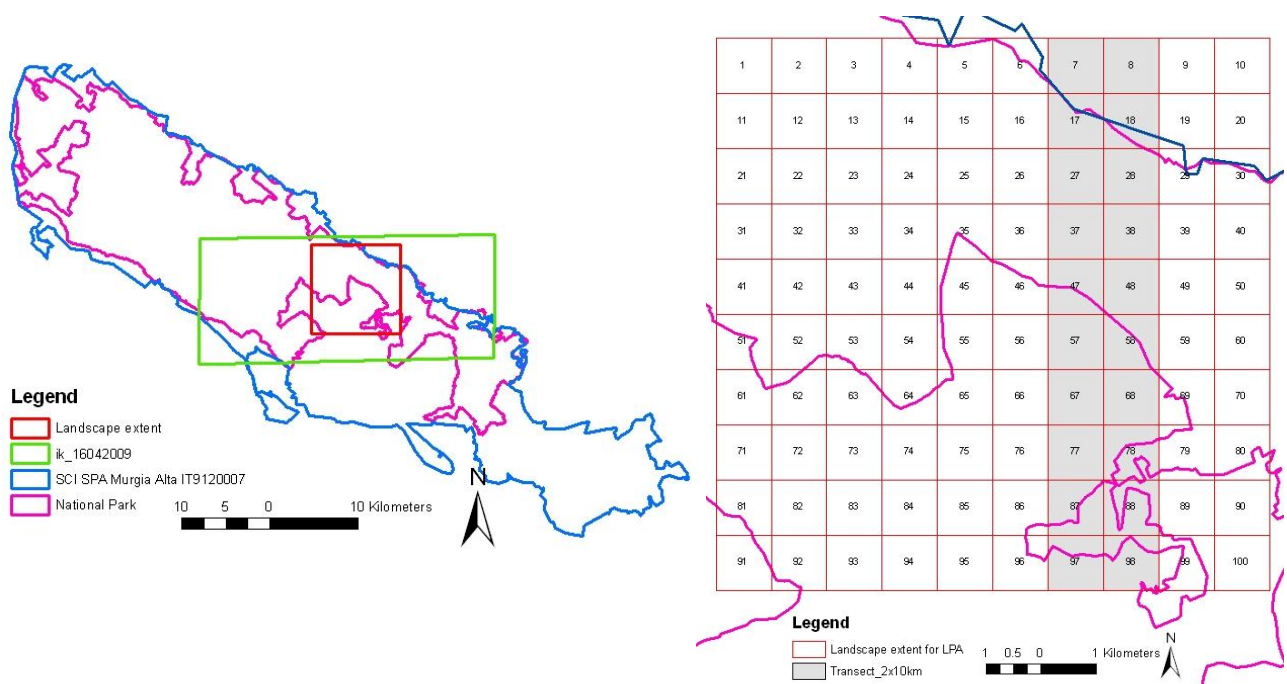 Legend
Landscape extent
ik_16042009
SCI SPA Murgia Alta IT9120007
National Park
10 5 0 10 Kilometers
N
1 2 3 4 5 6 7 8 9 10
11 12 13 14 15 16 17 18 19 20
21 22 23 24 25 26 27 28 29 30
31 32 33 34 35 36 37 38 39 40
41 42 43 44 45 46 47 48 49 50
51 52 53 54 55 56 57 58 59 60
61 62 63 64 65 66 67 68 69 70
71 72 73 74 75 76 77 78 79 80
81 82 83 84 85 86 87 88 89 90
91 92 93 94 95 96 97 98 99 100
Legend
Landscape extent for LPA
Transect_2x10km
1 0.5 0 1 Kilometers
N